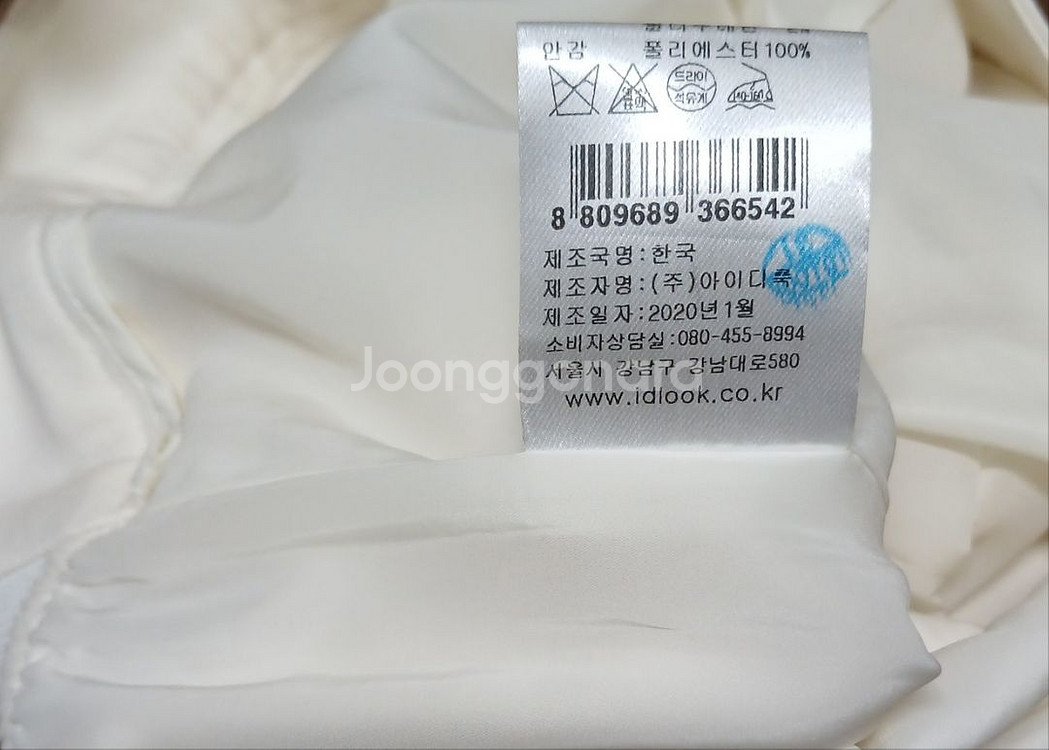 안감 폴리에스터100%
드라이
석유계
140-160
8 809689 366542
제조국명:한국
제조자명:(주)아이디룩
제조일자:2020년1월
소비자상담실:080-455-8994
서울시 강남구 강남대로580
www.idlook.co.kr
Joonggonara